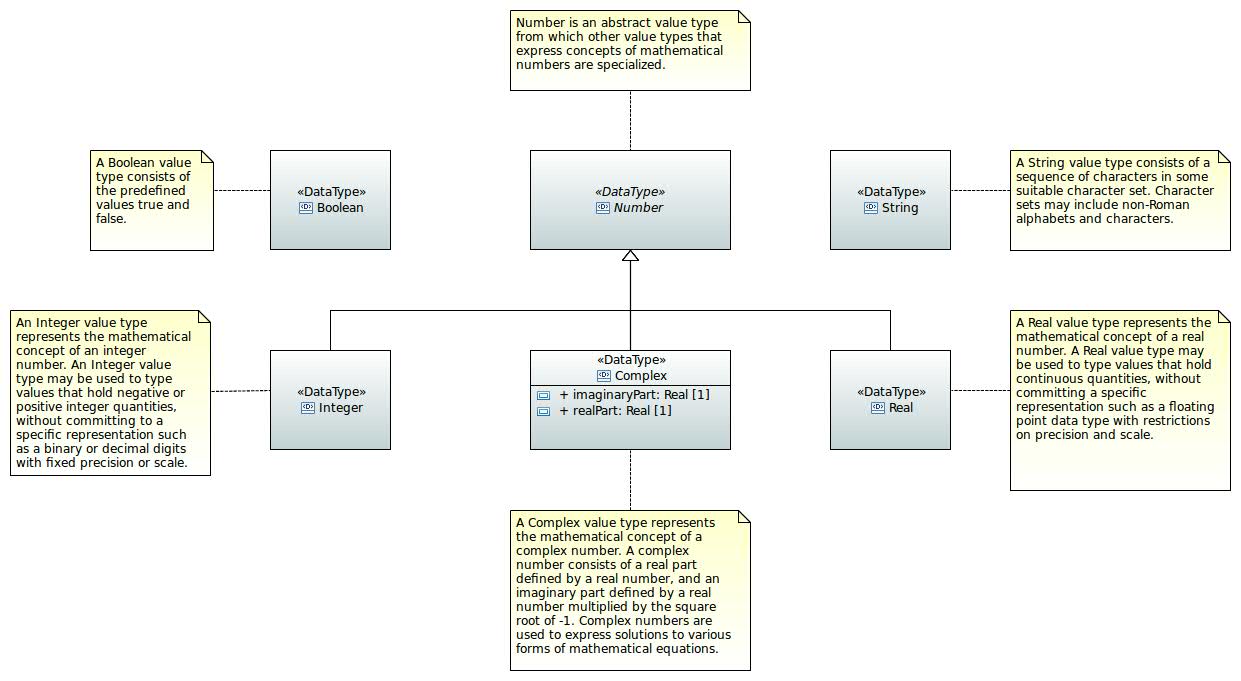 Number is an abstract value type
from which other value types that
express concepts of mathematical
numbers are specialized.
A Boolean value
type consists of
the predefined
values true and
false.
«DataType»
Boolean
«DataType»
Number
«DataType»
String
A String value type consists of a
sequence of characters in some
suitable character set. Character
sets may include non-Roman
alphabets and characters.
An Integer value type
represents the mathematical
concept of an integer
number. An Integer value
type may be used to type
values that hold negative or
positive integer quantities,
without committing to a
specific representation such
as a binary or decimal digits
with fixed precision or scale.
«DataType»
Integer
«DataType»
Complex
+ imaginaryPart: Real [1]
+ realPart: Real [1]
«DataType»
Real
A Real value type represents the
mathematical concept of a real
number. A Real value type may
be used to type values that hold
continuous quantities, without
committing a specific
representation such as a floating
point data type with restrictions
on precision and scale.
A Complex value type represents
the mathematical concept of a
complex number. A complex
number consists of a real part
defined by a real number, and an
imaginary part defined by a real
number multiplied by the square
root of -1. Complex numbers are
used to express solutions to various
forms of mathematical equations.